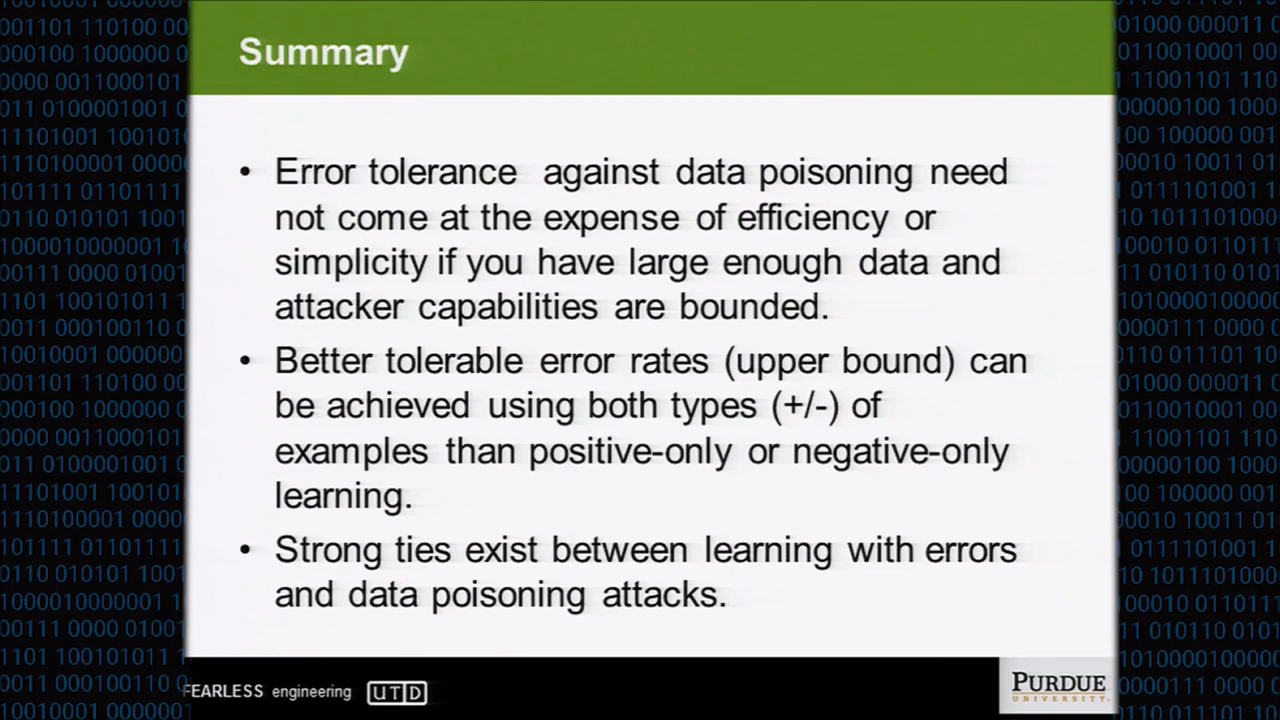 Summary
• Error tolerance against data poisoning need
not come at the expense of efficiency or
simplicity if you have large enough data and
attacker capabilities are bounded.
• Better tolerable error rates (upper bound) can
be achieved using both types (+/-) of
examples than positive-only or negative-only
learning.
• Strong ties exist between learning with errors
and data poisoning attacks.
FEARLESS engineering UTD
PURDUE
UNIVERSITY